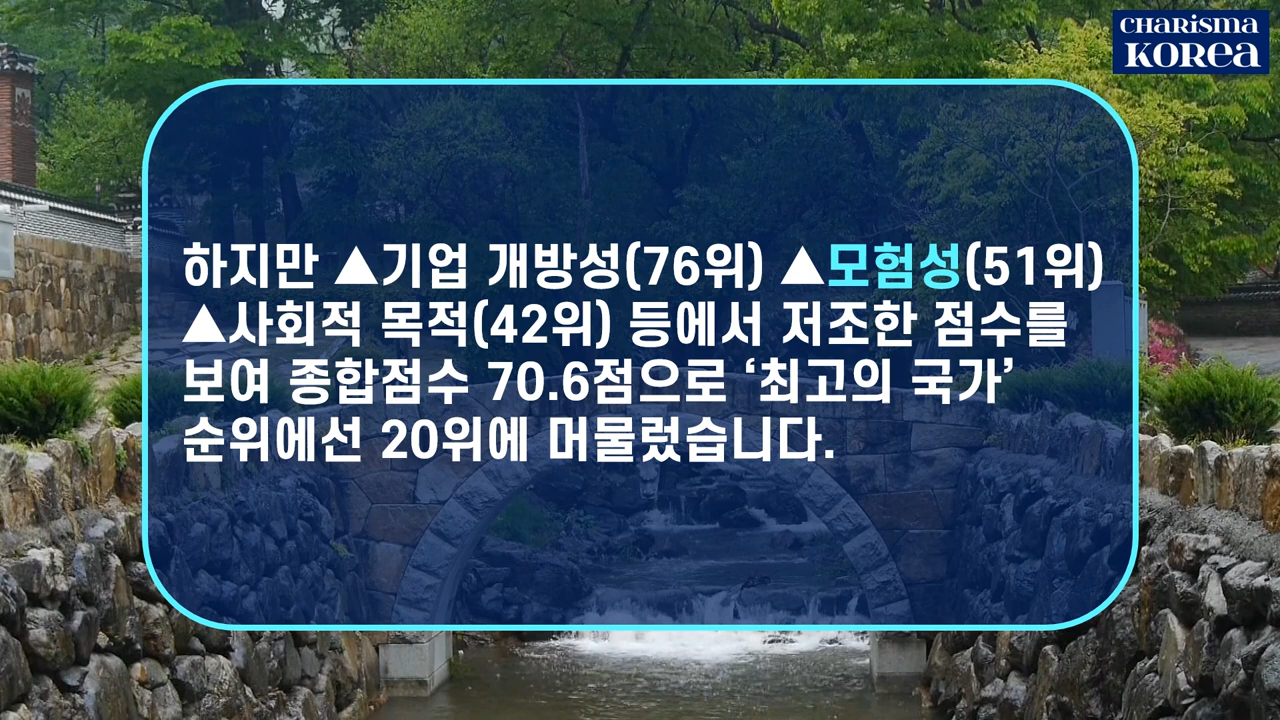 CHARISMA
KOREA
하지만 ▲기업 개방성(76위) ▲모험성(51위)
▲사회적 목적(42위) 등에서 저조한 점수를
보여 종합점수 70.6점으로 ‘최고의 국가’
순위에선 20위에 머물렀습니다.